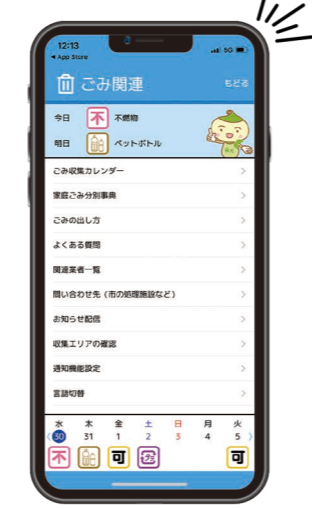 12:13
5G
◀ App Store
ごみ関連
もどる
今日 不 不燃物
明日 ペットボトル
ごみ収集カレンダー
家庭ごみ分別事典
ごみの出し方
よくある質問
関連業者一覧
問い合わせ先（市の処理施設など）
お知らせ配信
収集エリアの確認
通知機能設定
言語切替
水 木 金 土 日 月 火
30 31 1 2 3 4 5
不 可 プラ 可